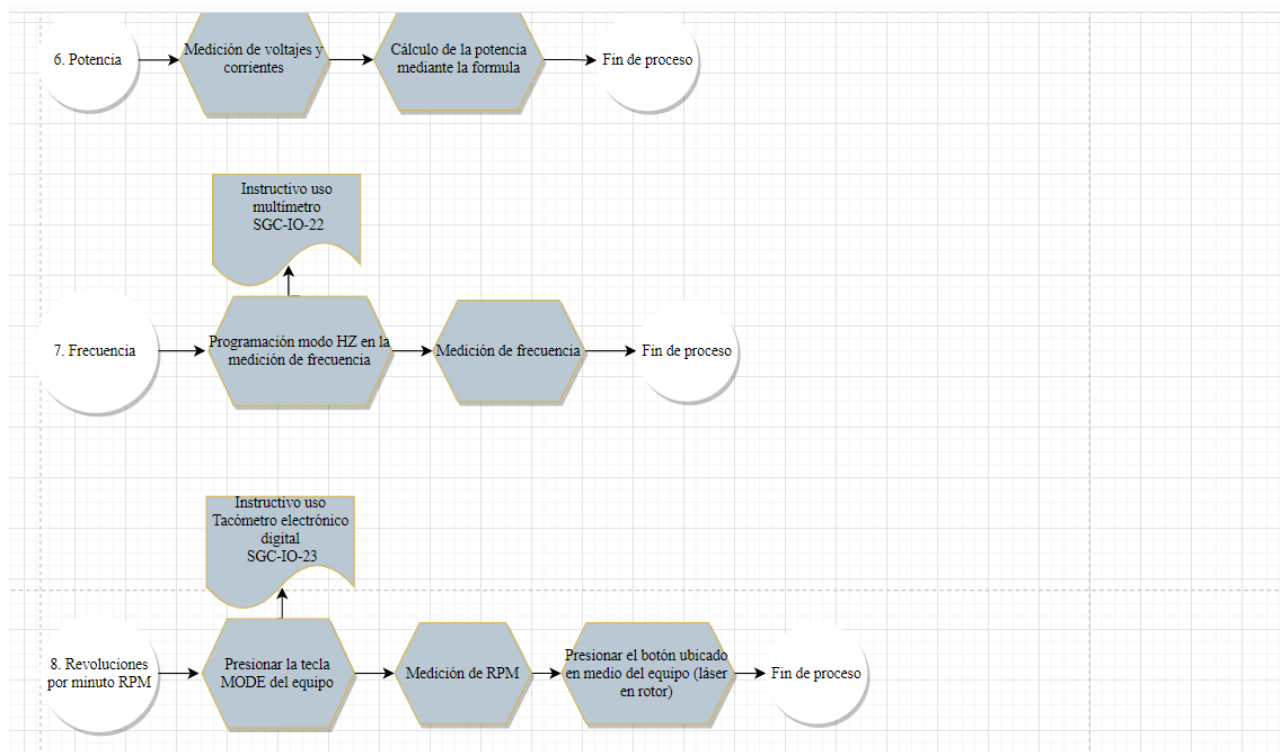 6. Potencia
Medición de voltajes y
corrientes
Cálculo de la potencia
mediante la formula
Fin de proceso
Instructivo uso
multímetro
SGC-IO-22
7. Frecuencia
Programación modo HZ en la
medición de frecuencia
Medición de frecuencia
Fin de proceso
Instructivo uso
Tacómetro electrónico
digital
SGC-IO-23
8. Revoluciones
por minuto RPM
Presionar la tecla
MODE del equipo
Medición de RPM
Presionar el botón ubicado
en medio del equipo (láser
en rotor)
Fin de proceso